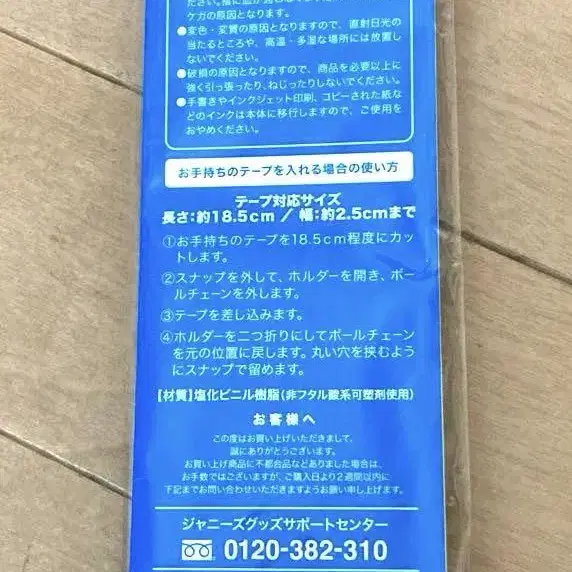 ケガの原因となります。
●変色・変質の原因となりますので、直射日光の
当たるところや、高温・多湿な場所には放置し
ないでください。
●破損の原因となりますので、商品を必要以上に
強く引っ張ったり、ねじったりしないでください。
●手書きやインクジェット印刷、コピーされた紙な
どのインクは本体に移行しますので、ご使用を
おやめください。
お手持ちのテープを入れる場合の使い方
テープ対応サイズ
長さ:約18.5cm / 幅:約2.5cmまで
①お手持ちのテープを18.5cm程度にカッ
トします。
②スナップを外して、ホルダーを開き、ボー
ルチェーンを外します。
③テープを差し込みます。
④ホルダーを二つ折りにしてボールチェーン
を元の位置に戻します。丸い穴を挟むよう
にスナップで留めます。
【材質】塩化ビニル樹脂(非フタル酸系可塑剤使用)
お客様へ
この度はお買い上げいただきまして、
誠にありがとうございます。
お買い上げ商品に不都合品などありました場合は、
お手数ではございますが、ご購入日より2週間以内に
下記までお問い合わせいただきますようお願い申し上げます。
ジャニーズグッズサポートセンター
0120-382-310